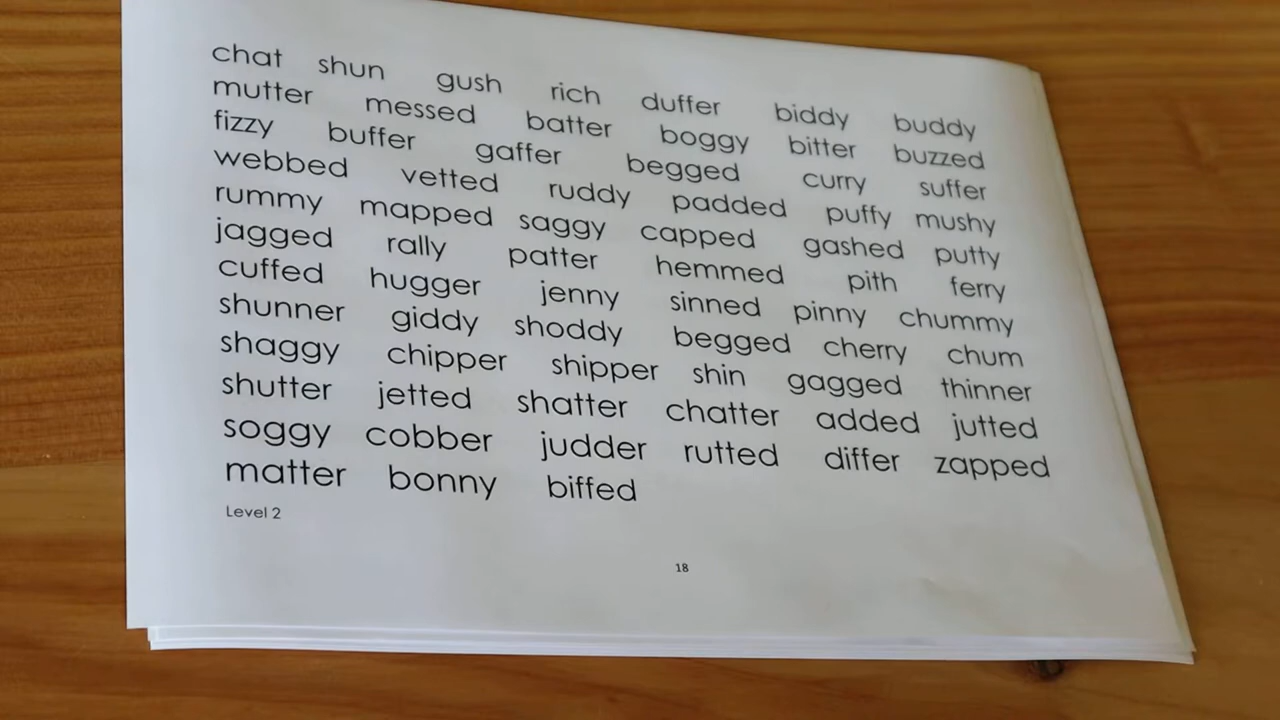 chat shun gush rich duffer biddy buddy
mutter messed batter boggy bitter buzzed
fizzy buffer gaffer begged curry suffer
webbed vetted ruddy padded puffy mushy
rummy mapped saggy capped gashed putty
jagged rally patter hemmed pith ferry
cuffed hugger jenny sinned pinny chummy
shunner giddy shoddy begged cherry chum
shaggy chipper shipper shin gagged thinner
shutter jetted shatter chatter added jutted
soggy cobber judder rutted differ zapped
matter bonny biffed
Level 2
18